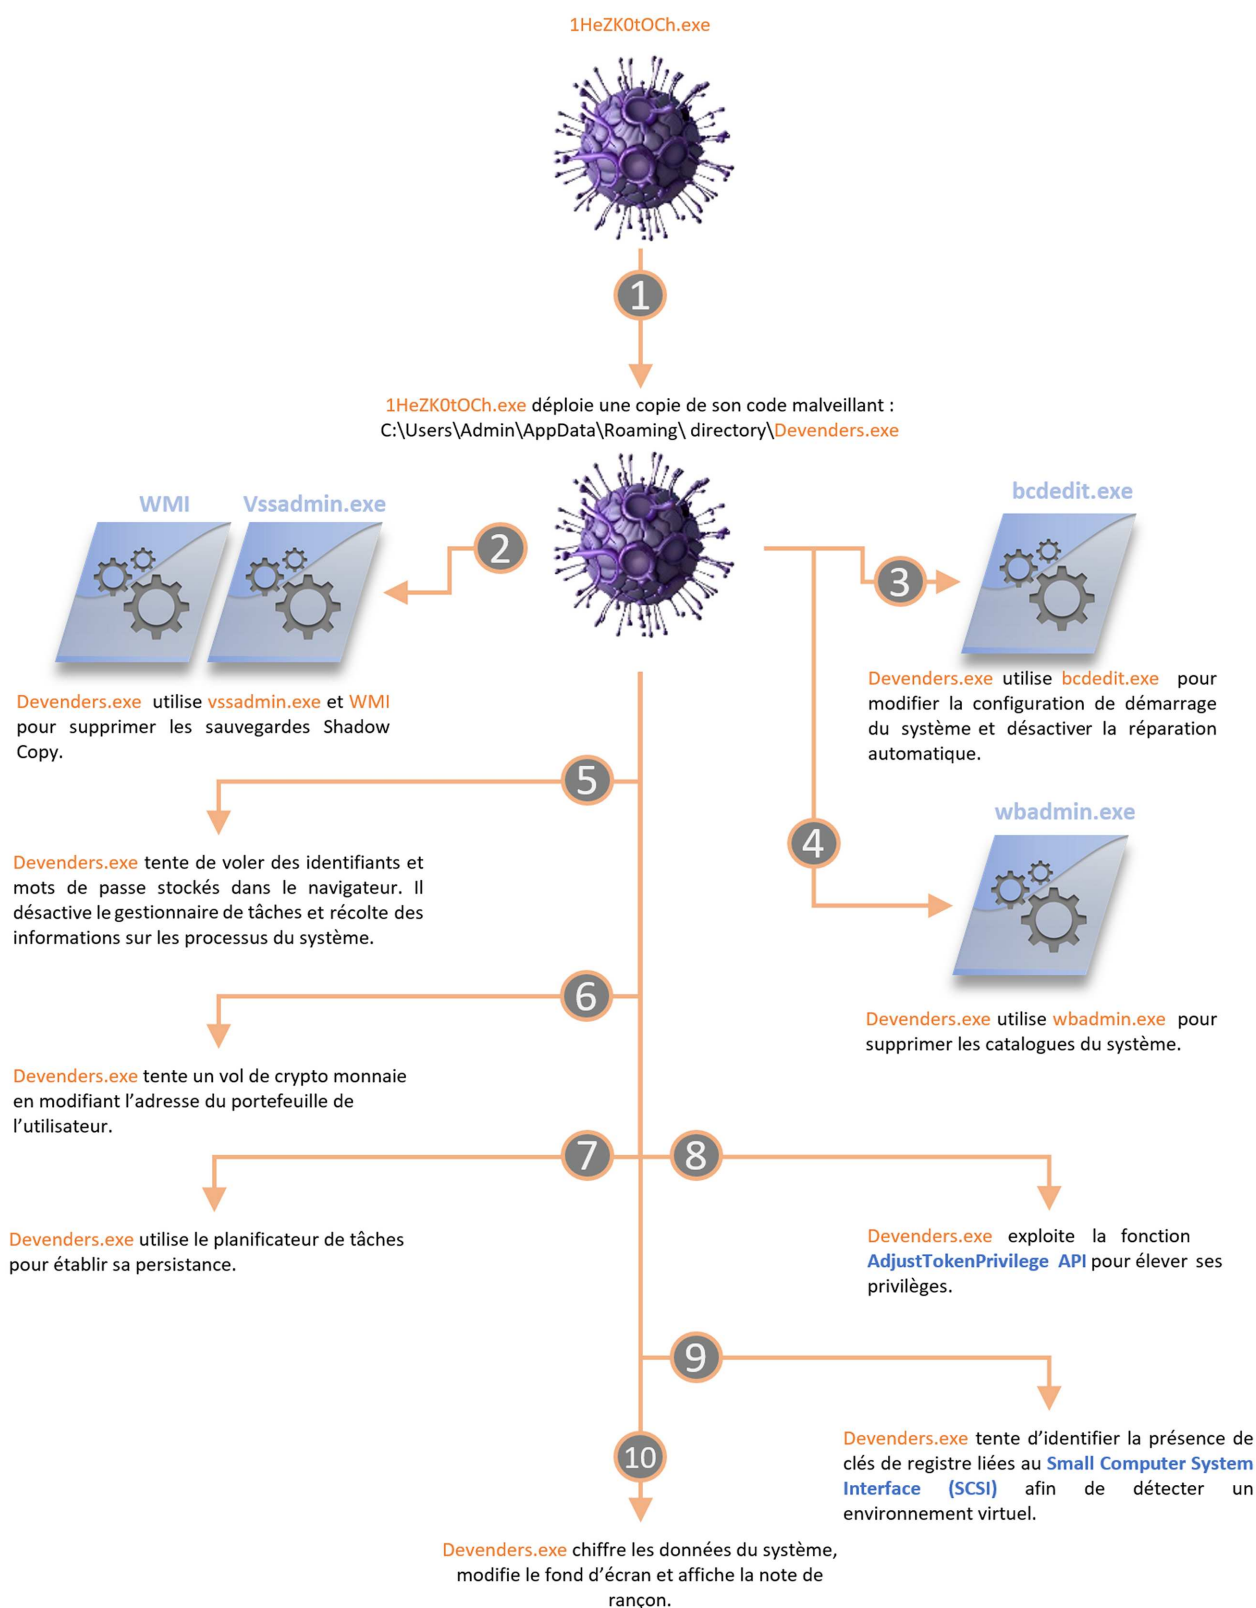 1HeZK0tOCh.exe
1
1HeZK0tOCh.exe déploie une copie de son code malveillant :
C:\Users\Admin\AppData\Roaming\ directory\Devenders.exe
WMI
Vssadmin.exe
2
Devenders.exe utilise vssadmin.exe et WMI
pour supprimer les sauvegardes Shadow
Copy.
bcdedit.exe
3
Devenders.exe utilise bcdedit.exe pour
modifier la configuration de démarrage
du système et désactiver la réparation
automatique.
wbadmin.exe
4
Devenders.exe utilise wbadmin.exe pour
supprimer les catalogues du système.
5
Devenders.exe tente de voler des identifiants et
mots de passe stockés dans le navigateur. Il
désactive le gestionnaire de tâches et récolte des
informations sur les processus du système.
6
Devenders.exe tente un vol de crypto monnaie
en modifiant l’adresse du portefeuille de
l’utilisateur.
7
Devenders.exe utilise le planificateur de tâches
pour établir sa persistance.
8
Devenders.exe exploite la fonction
AdjustTokenPrivilege API pour élever ses
privilèges.
9
Devenders.exe tente d’identifier la présence de
clés de registre liées au Small Computer System
Interface (SCSI) afin de détecter un
environnement virtuel.
10
Devenders.exe chiffre les données du système,
modifie le fond d’écran et affiche la note de
rançon.